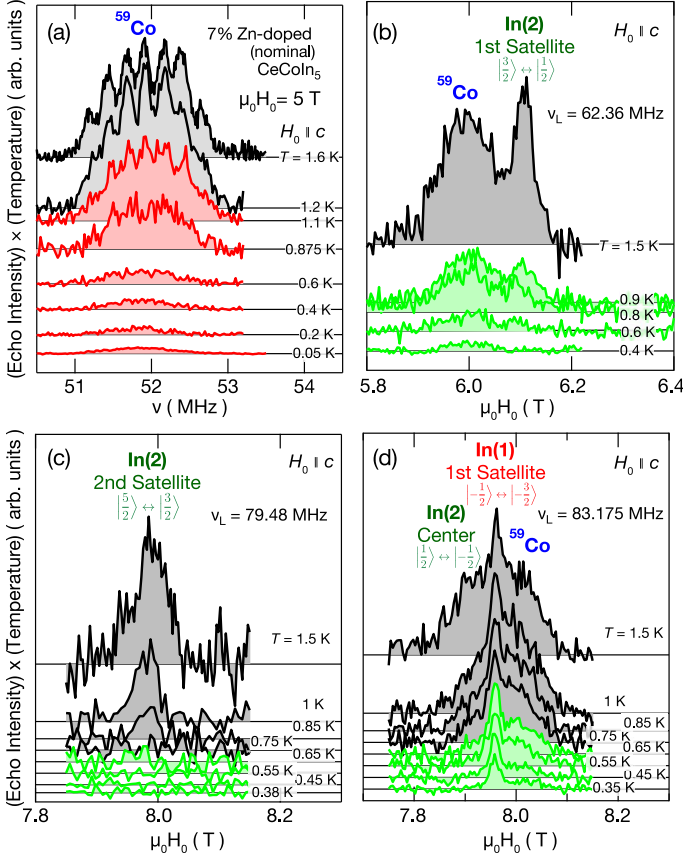 (Echo Intensity) × (Temperature) ( arb. units )
(a)
⁵⁹Co
7% Zn-doped
(nominal)
CeCoIn₅
μ₀H₀= 5 T
H₀ ∥ c
T = 1.6 K
1.2 K
1.1 K
0.875 K
0.6 K
0.4 K
0.2 K
0.05 K
51
52
53
54
ν ( MHz )
(b)
In(2)
1st Satellite
|3/2⟩ ↔ |1/2⟩
H₀ ∥ c
⁵⁹Co
ν_L = 62.36 MHz
T = 1.5 K
0.9 K
0.8 K
0.6 K
0.4 K
5.8
6.0
6.2
6.4
μ₀H₀ ( T )
(Echo Intensity) × (Temperature) ( arb. units )
(c)
In(2)
2nd Satellite
|5/2⟩ ↔ |3/2⟩
H₀ ∥ c
ν_L = 79.48 MHz
T = 1.5 K
1 K
0.85 K
0.75 K
0.65 K
0.55 K
0.45 K
0.38 K
7.8
8.0
8.2
μ₀H₀ ( T )
(d)
In(1)
1st Satellite
|-1/2⟩ ↔ |-3/2⟩
H₀ ∥ c
ν_L = 83.175 MHz
In(2)
Center
|1/2⟩ ↔ |-1/2⟩
⁵⁹Co
T = 1.5 K
1 K
0.85 K
0.75 K
0.65 K
0.55 K
0.45 K
0.35 K
7.8
8.0
8.2
μ₀H₀ ( T )